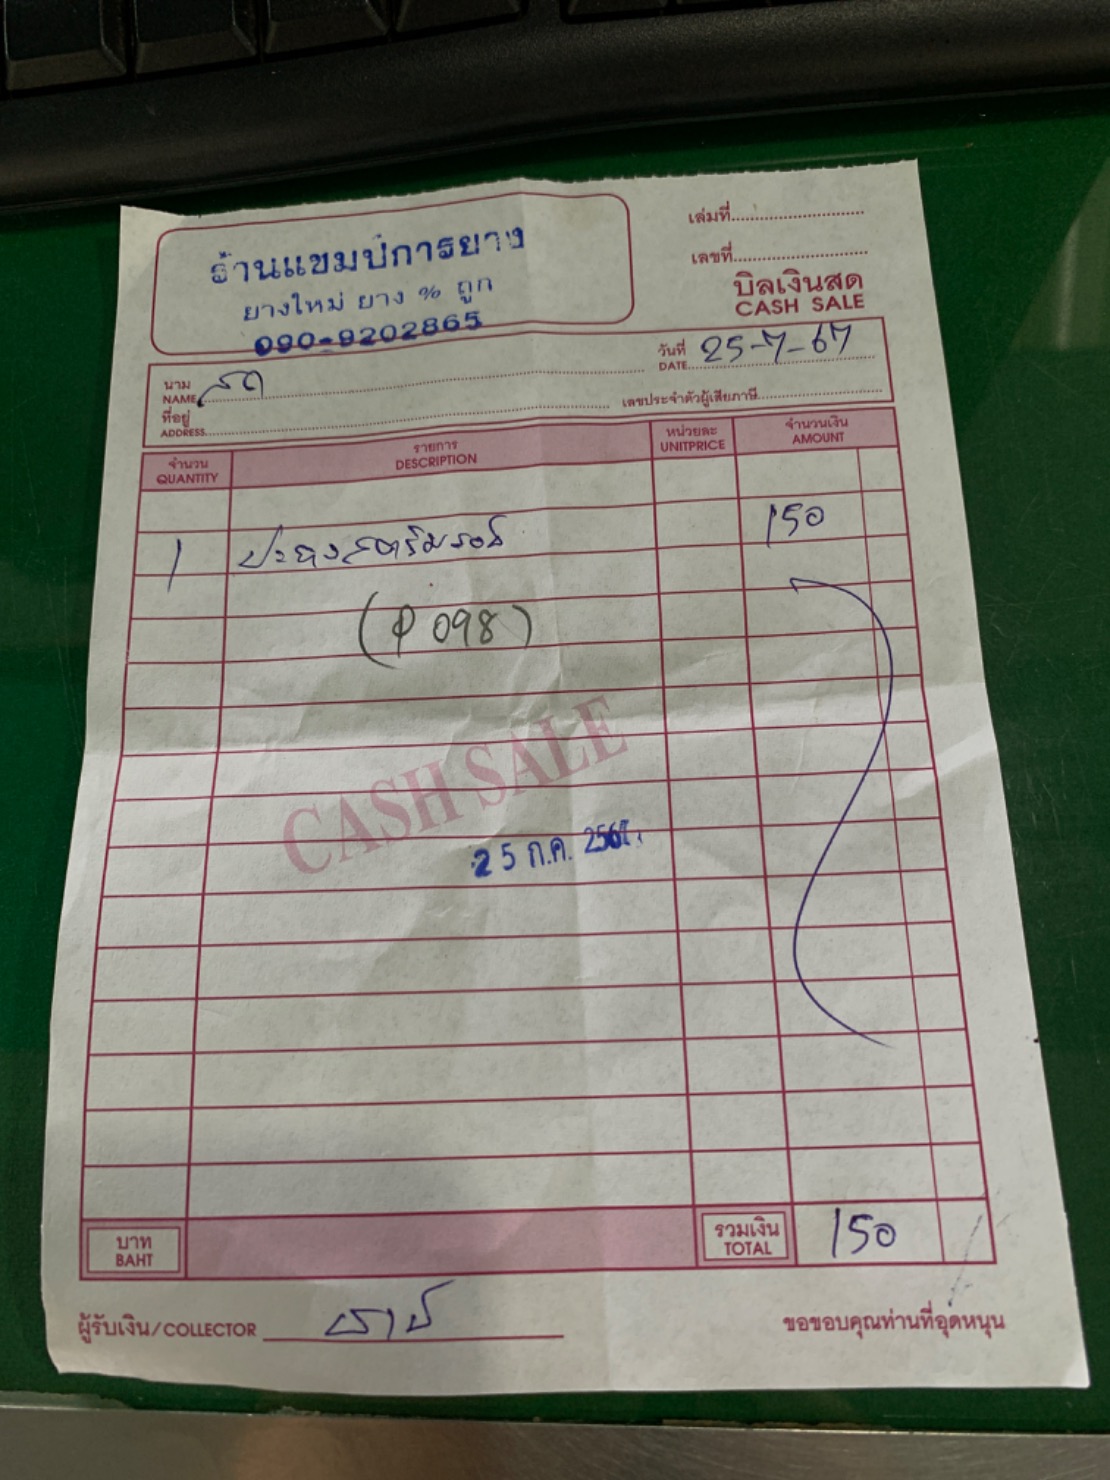 ร้านแชมป์การยาง
ยางใหม่ ยาง % ถูก
090-9202865
เล่มที่
เลขที่
บิลเงินสด
CASH SALE
วันที่
DATE 25-7-67
นาม
NAME
ที่อยู่
ADDRESS
เลขประจำตัวผู้เสียภาษี
จำนวน
QUANTITY
รายการ
DESCRIPTION
หน่วยละ
UNITPRICE
จำนวนเงิน
AMOUNT
1 150
098
CASH SALE
25 ก.ค. 2567
บาท
BAHT
รวมเงิน
TOTAL
150
ผู้รับเงิน/COLLECTOR
ขอขอบคุณท่านที่อุดหนุน